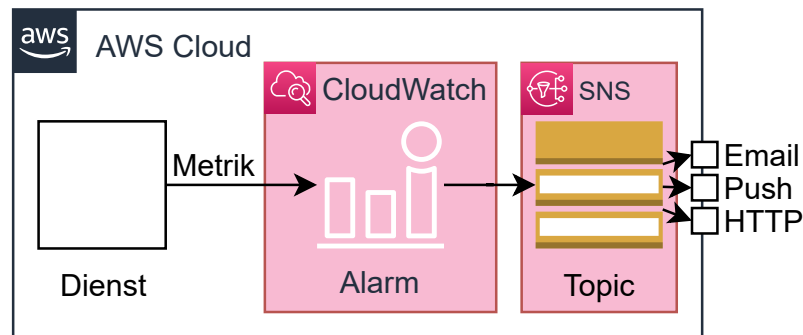 aws
AWS Cloud
CloudWatch
SNS
Metrik
Email
Push
HTTP
Dienst
Alarm
Topic